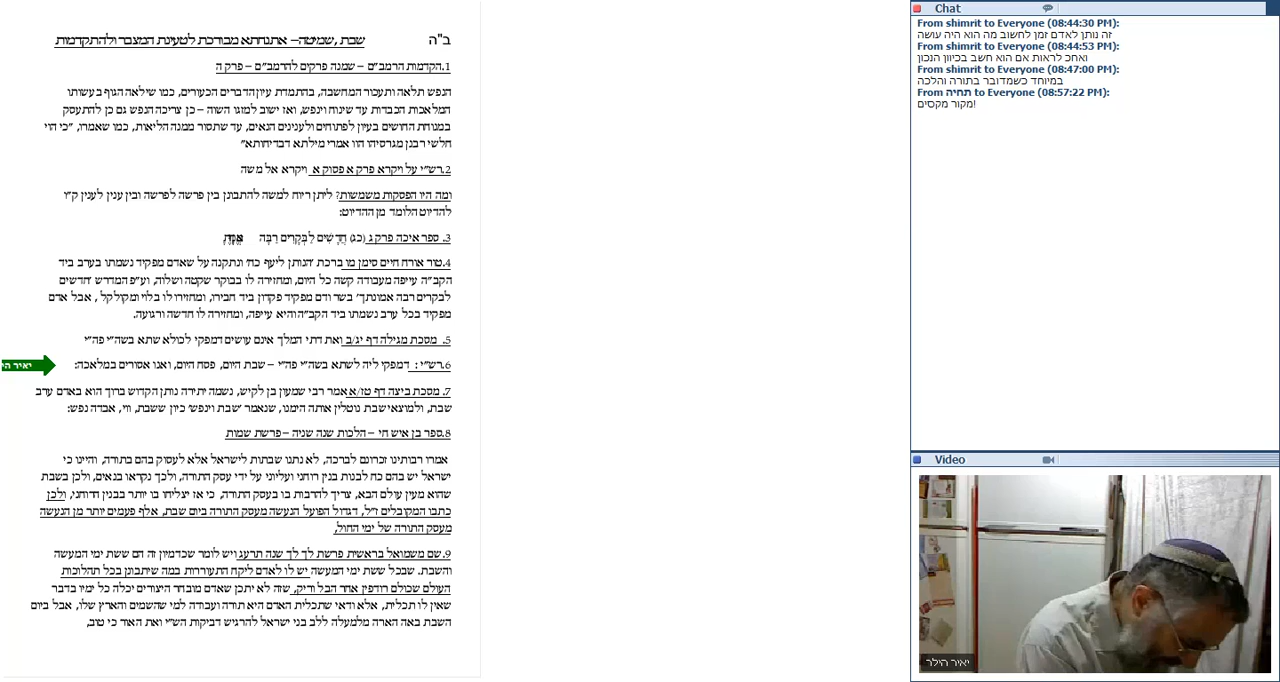 ב"ה
שבת ,שמיטה– אתנחתא מבורכת לטעינת המצבר ולהתקדמות
1.הקדמות הרמב"ם – שמנה פרקים להרמב"ם – פרק ה
הנפש תלאה ותעכור המחשבה, בהתמדת עיון הדברים הכעורים, כמו שילאה הגוף בעשותו
המלאכות הכבדות עד שינוח וינפש, ואז ישוב למזגו השוה – כן צריכה הנפש גם כן להתעסק
במנוחת החושים בעיון לפתוחים ולענינים הנאים, עד שתסור ממנה הליאות, כמו שאמרו, "כי הוי
חלשי רבנן מגרסיהו הוו אמרי מילתא דבדיחותא"
2.רש"י על ויקרא פרק א פסוק א ויקרא אל משה
ומה היו הפסקות משמשות? ליתן ריוח למשה להתבונן בין פרשה לפרשה ובין ענין לענין ק"ו
להדיוט הלומד מן ההדיוט:
3. ספר איכה פרק ג (כג) חֲדָשִׁים לַבְּקָרִים רַבָּה
4.טור אורח חיים סימן מו ברכת 'הנותן ליעף כח' ונתקנה על שאדם מפקיד נשמתו בערב ביד
הקב"ה עייפה מעבודה קשה כל היום, ומחזירה לו בבוקר שקטה ושלוה, וע"פ המדרש 'חדשים
לבקרים רבה אמונתך' בשר ודם מפקיד פקדון ביד חבירו, ומחזירו לו בלוי ומקולקל , אבל אדם
מפקיד בכל ערב נשמתו ביד הקב"ה והיא עייפה, ומחזירה לו חדשה ורגועה.
5. מסכת מגילה דף יג/ב ואת דתי המלך אינם עושים דמפקי לכולא שתא בשה"י פה"י
6.רש"י : דמפקי ליה לשתא בשה"י פה"י – שבת היום, פסח היום, ואנו אסורים במלאכה:
7. מסכת ביצה דף טז/א אמר רבי שמעון בן לקיש, נשמה יתירה נותן הקדוש ברוך הוא באדם ערב
שבת, ולמוצאי שבת נוטלין אותה הימנו, שנאמר 'שבת וינפש' כיון ששבת, ווי, אבדה נפש:
8.ספר בן איש חי – הלכות שנה שניה – פרשת שמות
אמרו רבותינו זכרונם לברכה, לא נתנו שבתות לישראל אלא לעסוק בהם בתורה, והיינו כי
ישראל יש בהם כח לבנות בנין רוחני ועליוני על ידי עסק התורה, ולכך נקראו בנאים, ולכן בשבת
שהוא מעין עולם הבא, צריך להרבות בו בעסק התורה, כי אז יצליחו בו יותר בבנין הרוחני, ולכן
כתבו המקובלים ז"ל, דגדול הפועל הנעשה מעסק התורה ביום שבת, אלף פעמים יותר מן הנעשה
מעסק התורה של ימי החול,
9.שם משמואל בראשית פרשת לך לך שנה תרעג ויש לומר שכדמיון זה הם ששת ימי המעשה
והשבת. שבכל ששת ימי המעשה יש לו לאדם ליקח התעוררות במה שיתבונן בכל תהלוכות
העולם שכולם רודפין אחר הבל וריק, שזה לא יתכן שאדם מובחר היצורים יכלה כל ימיו בדבר
שאין לו תכלית, אלא ודאי שתכלית האדם היא תורה ועבודה למי שהשמים והארץ שלו, אבל ביום
השבת באה הארה מלמעלה ללב בני ישראל להרגיש דביקות הש"י ואת האור כי טוב,
Chat
From shimrit to Everyone (08:44:30 PM):
זה נותן לאדם זמן לחשוב מה הוא היה עושה
From shimrit to Everyone (08:44:53 PM):
ואחכ לראות אם הוא חשב בכיוון הנכון
From shimrit to Everyone (08:47:00 PM):
במיוחד כשמדובר בתורה והלכה
From תחיה to Everyone (08:57:22 PM):
מקור מקסים!
Video
יאיר הילר